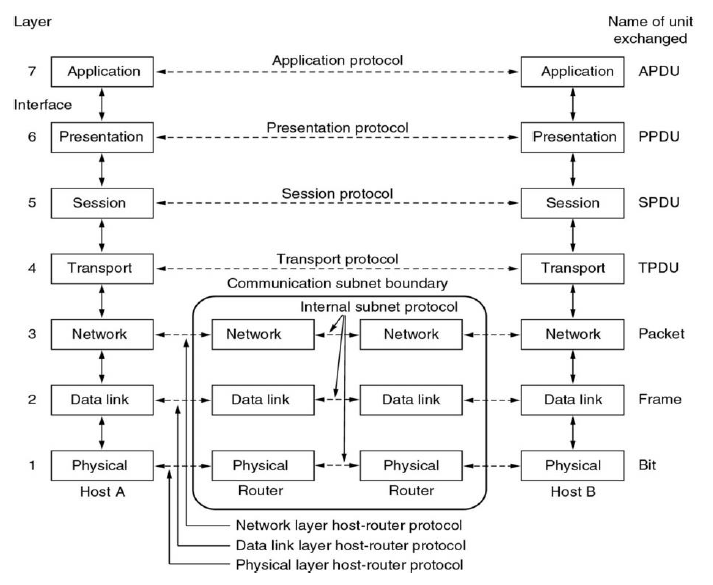 Layer
Name of unit
exchanged
Application protocol
7 Application Application APDU
Interface
Presentation protocol
6 Presentation Presentation PPDU
Session protocol
5 Session Session SPDU
Transport protocol
4 Transport Transport TPDU
Communication subnet boundary
Internal subnet protocol
3 Network Network Network Network Packet
2 Data link Data link Data link Data link Frame
1 Physical Physical Physical Physical Bit
Host A Router Router Host B
Network layer host-router protocol
Data link layer host-router protocol
Physical layer host-router protocol